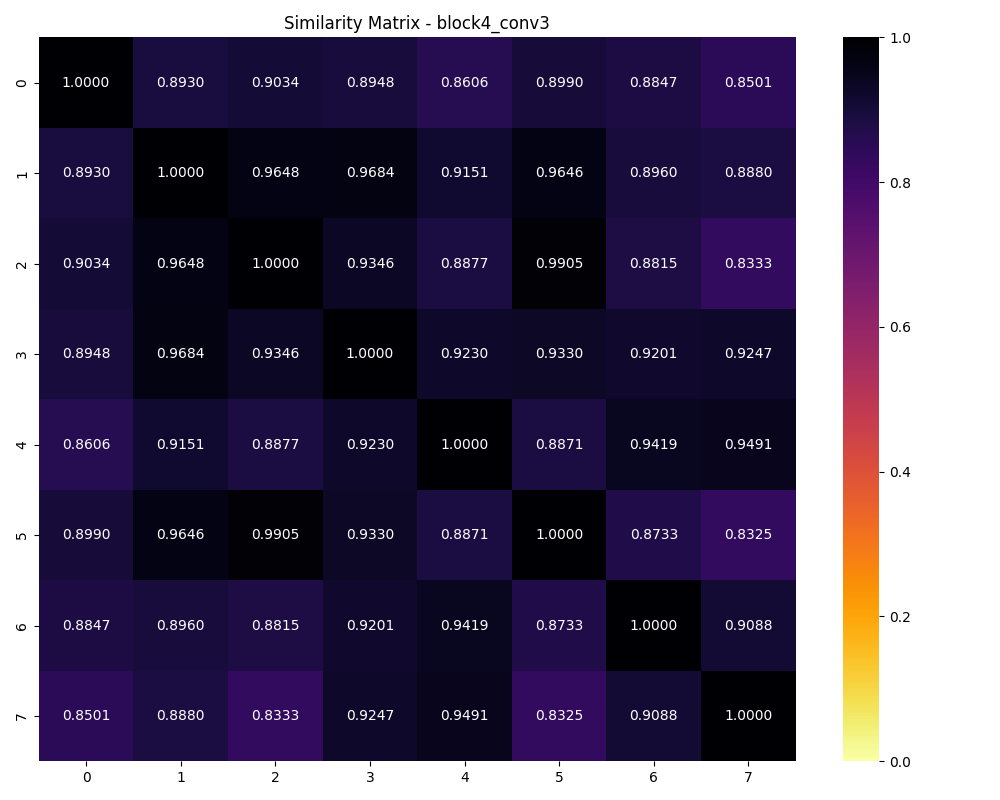 Similarity Matrix - block4_conv3
0 1.0000 0.8930 0.9034 0.8948 0.8606 0.8990 0.8847 0.8501
1 0.8930 1.0000 0.9648 0.9684 0.9151 0.9646 0.8960 0.8880
2 0.9034 0.9648 1.0000 0.9346 0.8877 0.9905 0.8815 0.8333
3 0.8948 0.9684 0.9346 1.0000 0.9230 0.9330 0.9201 0.9247
4 0.8606 0.9151 0.8877 0.9230 1.0000 0.8871 0.9419 0.9491
5 0.8990 0.9646 0.9905 0.9330 0.8871 1.0000 0.8733 0.8325
6 0.8847 0.8960 0.8815 0.9201 0.9419 0.8733 1.0000 0.9088
7 0.8501 0.8880 0.8333 0.9247 0.9491 0.8325 0.9088 1.0000
0 1 2 3 4 5 6 7
1.0
0.8
0.6
0.4
0.2
0.0